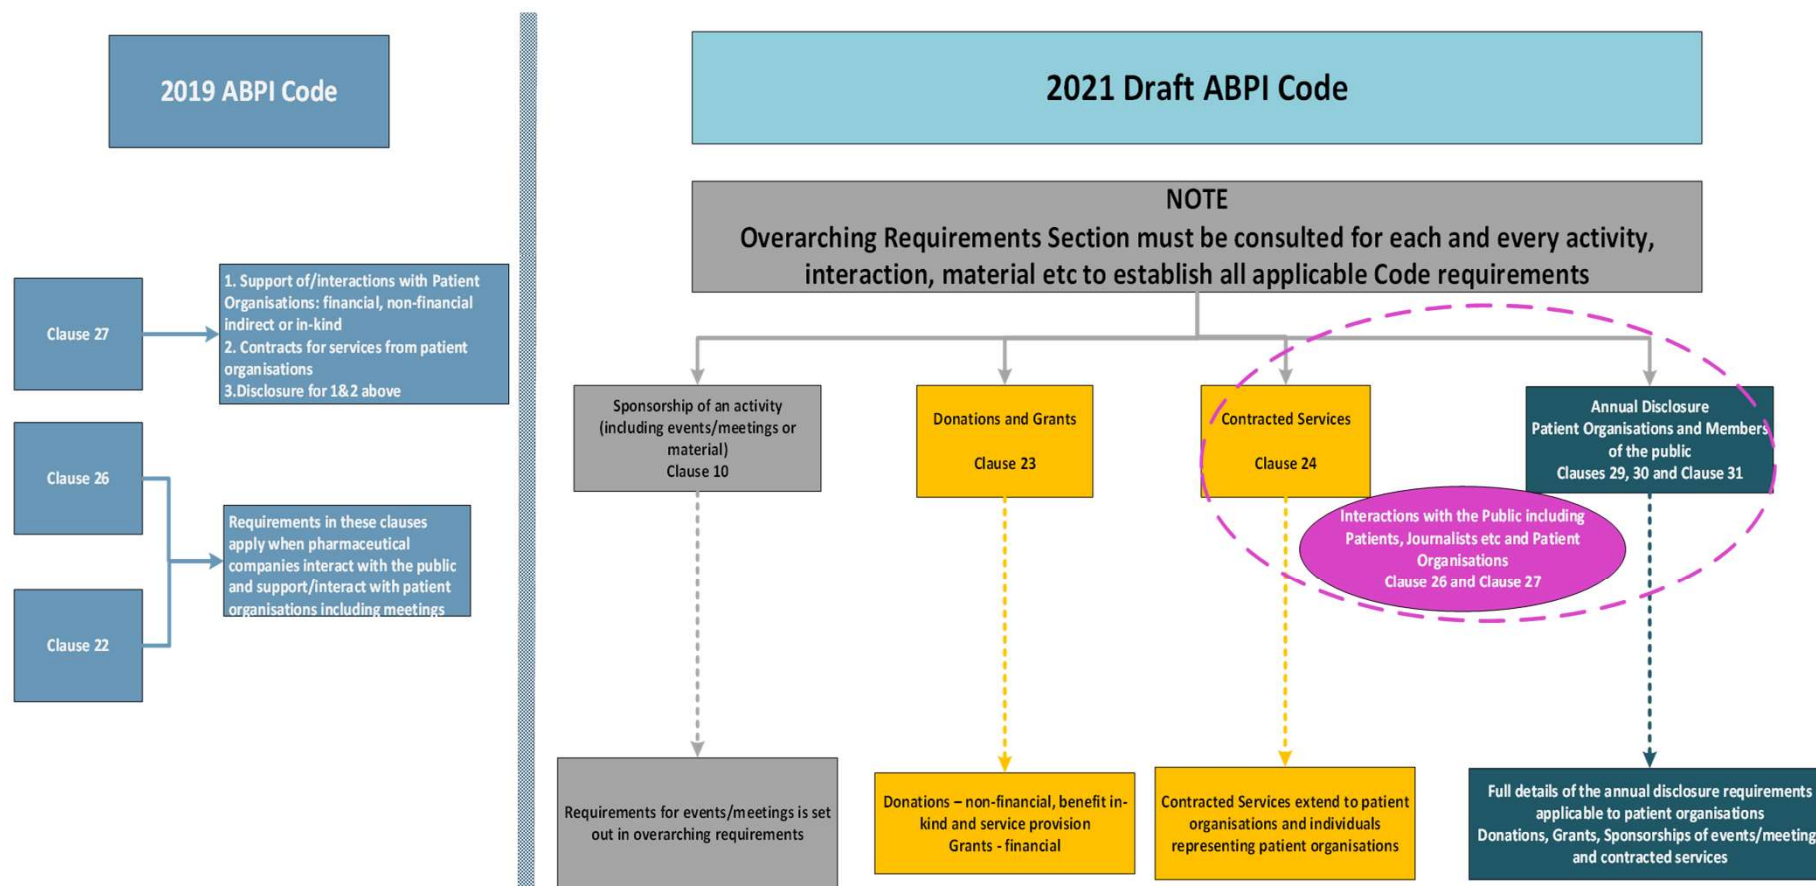 2019 ABPI Code
2021 Draft ABPI Code
NOTE
Overarching Requirements Section must be consulted for each and every activity,
interaction, material etc to establish all applicable Code requirements
Clause 27
1. Support of/interactions with Patient
Organisations: financial, non-financial
indirect or in-kind
2. Contracts for services from patient
organisations
3.Disclosure for 1&2 above
Clause 26
Clause 22
Requirements in these clauses
apply when pharmaceutical
companies interact with the public
and support/interact with patient
organisations including meetings
Sponsorship of an activity
(including events/meetings or
material)
Clause 10
Donations and Grants
Clause 23
Contracted Services
Clause 24
Annual Disclosure
Patient Organisations and Members
of the public
Clauses 29, 30 and Clause 31
Interactions with the Public including
Patients, Journalists etc and Patient
Organisations
Clause 26 and Clause 27
Requirements for events/meetings is set
out in overarching requirements
Donations – non-financial, benefit in-
kind and service provision
Grants - financial
Contracted Services extend to patient
organisations and individuals
representing patient organisations
Full details of the annual disclosure requirements
applicable to patient organisations
Donations, Grants, Sponsorships of events/meeting
and contracted services